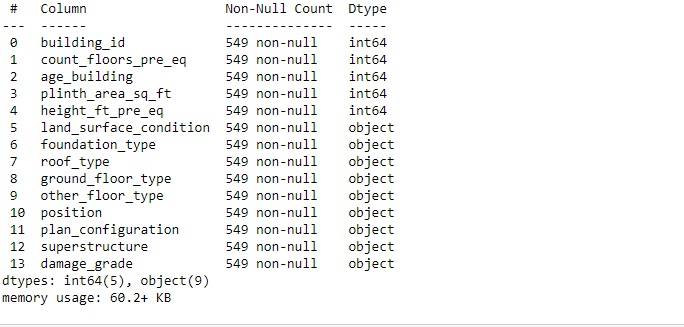 #   Column                  Non-Null Count  Dtype
---  ------                  --------------  -----
0   building_id             549 non-null    int64
1   count_floors_pre_eq     549 non-null    int64
2   age_building            549 non-null    int64
3   plinth_area_sq_ft       549 non-null    int64
4   height_ft_pre_eq        549 non-null    int64
5   land_surface_condition  549 non-null    object
6   foundation_type         549 non-null    object
7   roof_type               549 non-null    object
8   ground_floor_type       549 non-null    object
9   other_floor_type        549 non-null    object
10  position                549 non-null    object
11  plan_configuration      549 non-null    object
12  superstructure          549 non-null    object
13  damage_grade            549 non-null    object
dtypes: int64(5), object(9)
memory usage: 60.2+ KB